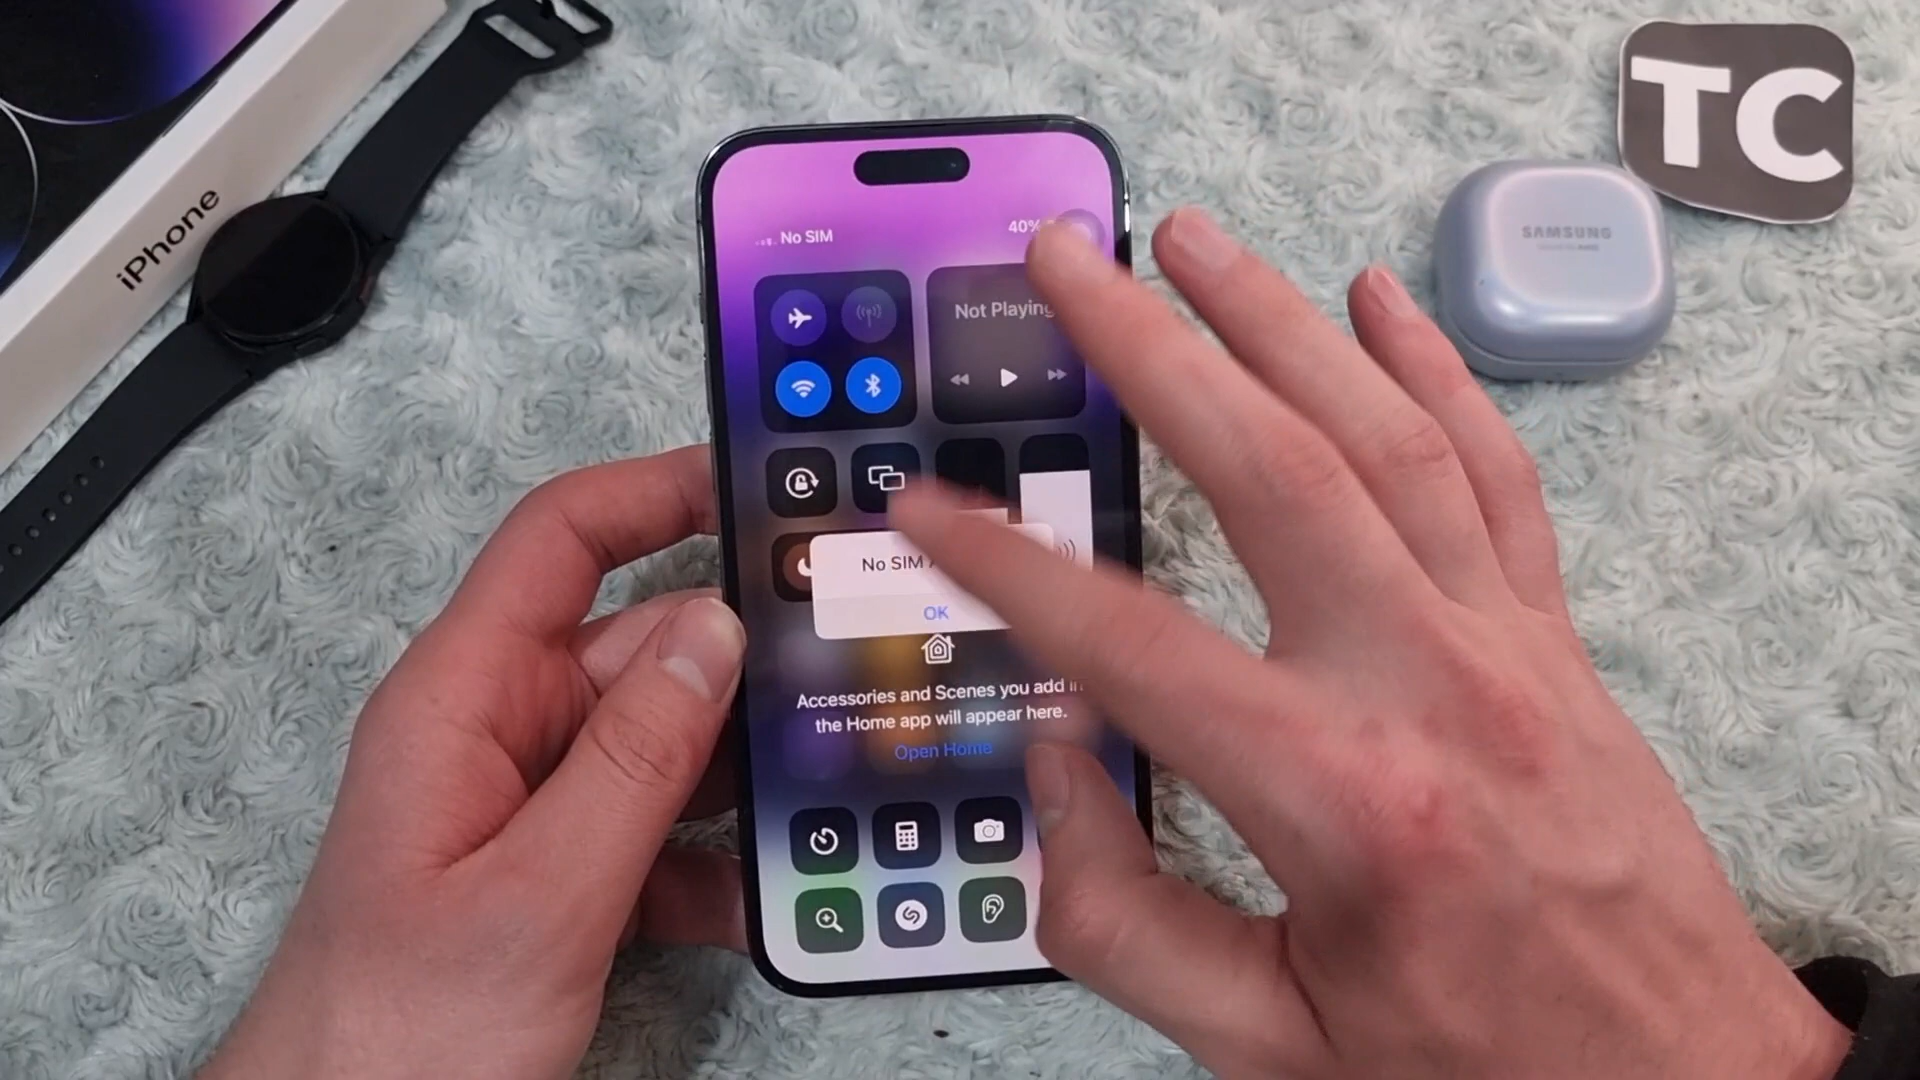 iPhone
TC
SAMSUNG
No SIM
40%
Not Playing
No SIM
OK
Accessories and Scenes you add in
the Home app will appear here.
Open Home